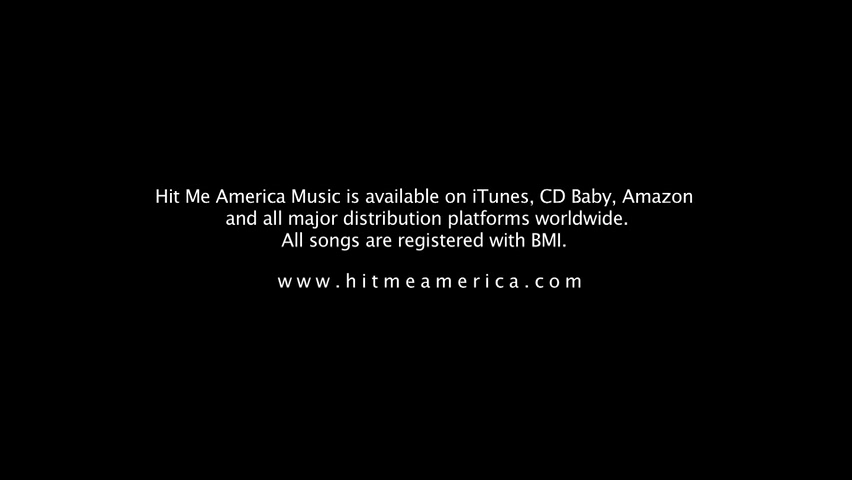 Hit Me America Music is available on iTunes, CD Baby, Amazon
and all major distribution platforms worldwide.
All songs are registered with BMI.
www.hitmeamerica.com